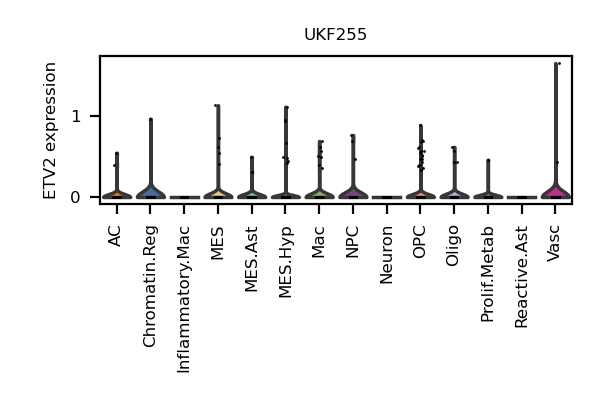 UKF255
ETV2 expression
1
0
AC
Chromatin.Reg
Inflammatory.Mac
MES
MES.Ast
MES.Hyp
Mac
NPC
Neuron
OPC
Oligo
Prolif.Metab
Reactive.Ast
Vasc